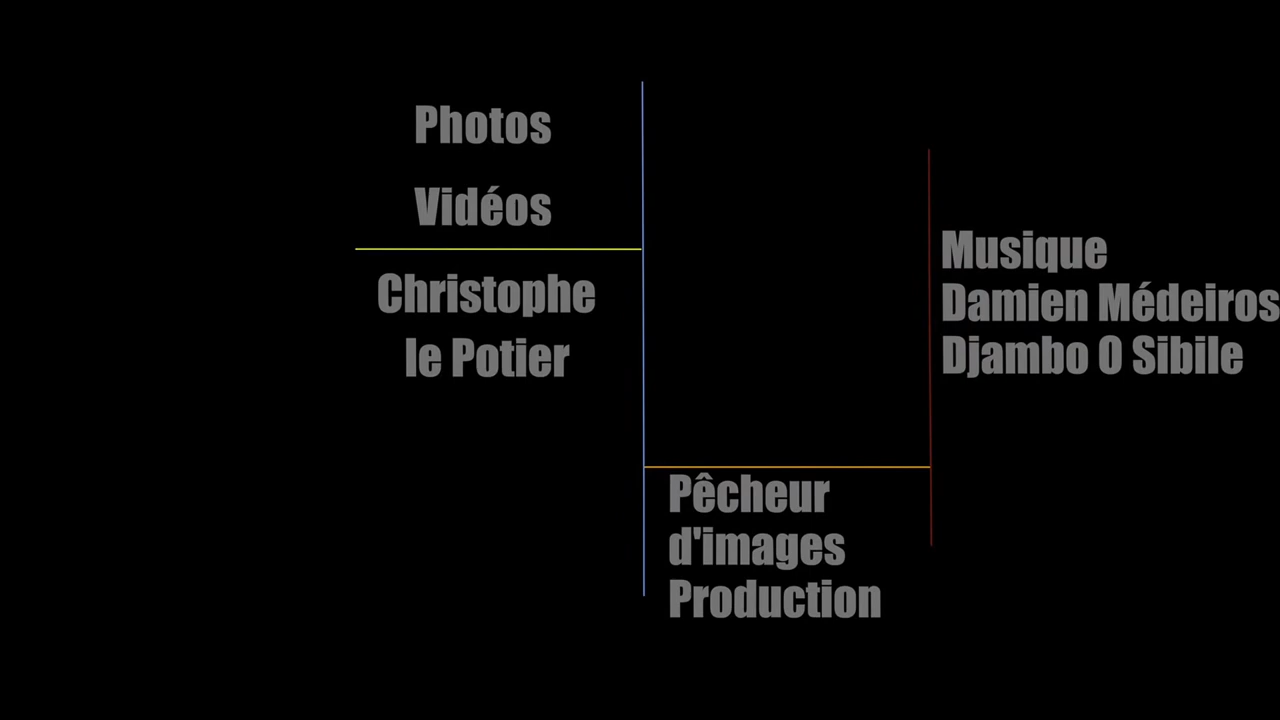 Photos
Vidéos
Christophe
le Potier
Musique
Damien Médeiros
Djambo O Sibile
Pêcheur
d'images
Production